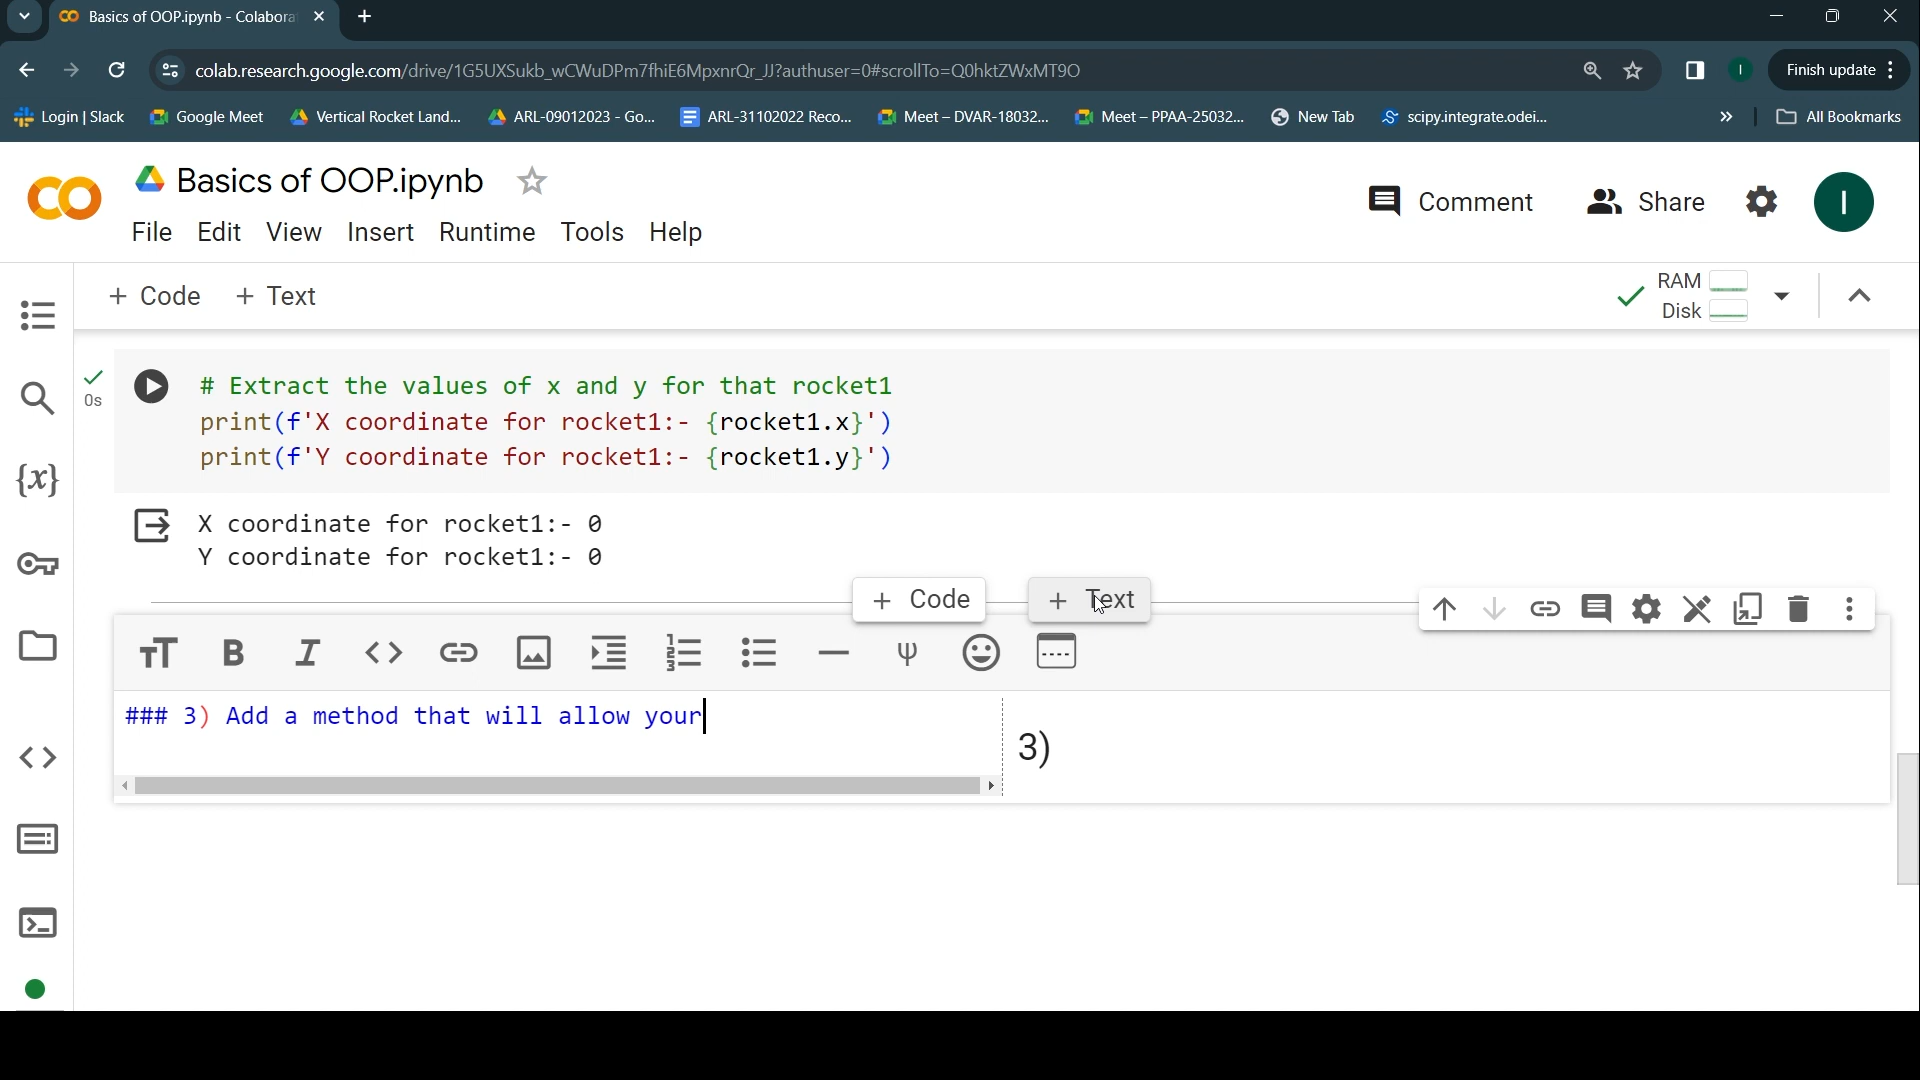 Basics of OOP.ipynb - Colabora
colab.research.google.com/drive/1G5UXSukb_wCWuDPm7fhiE6MpxnrQr_JJ?authuser=0#scrollTo=Q0hktZWxMT9O
I
Finish update
Login | Slack
Google Meet
Vertical Rocket Land...
ARL-09012023 - Go...
ARL-31102022 Reco...
Meet – DVAR-18032...
Meet – PPAA-25032...
New Tab
scipy.integrate.odei...
»
All Bookmarks
Basics of OOP.ipynb
Comment
Share
I
File Edit View Insert Runtime Tools Help
+ Code + Text
RAM
Disk
0s
# Extract the values of x and y for that rocket1
print(f'X coordinate for rocket1:- {rocket1.x}')
print(f'Y coordinate for rocket1:- {rocket1.y}')
{x}
X coordinate for rocket1:- 0
Y coordinate for rocket1:- 0
+ Code + Text
### 3) Add a method that will allow your
3)